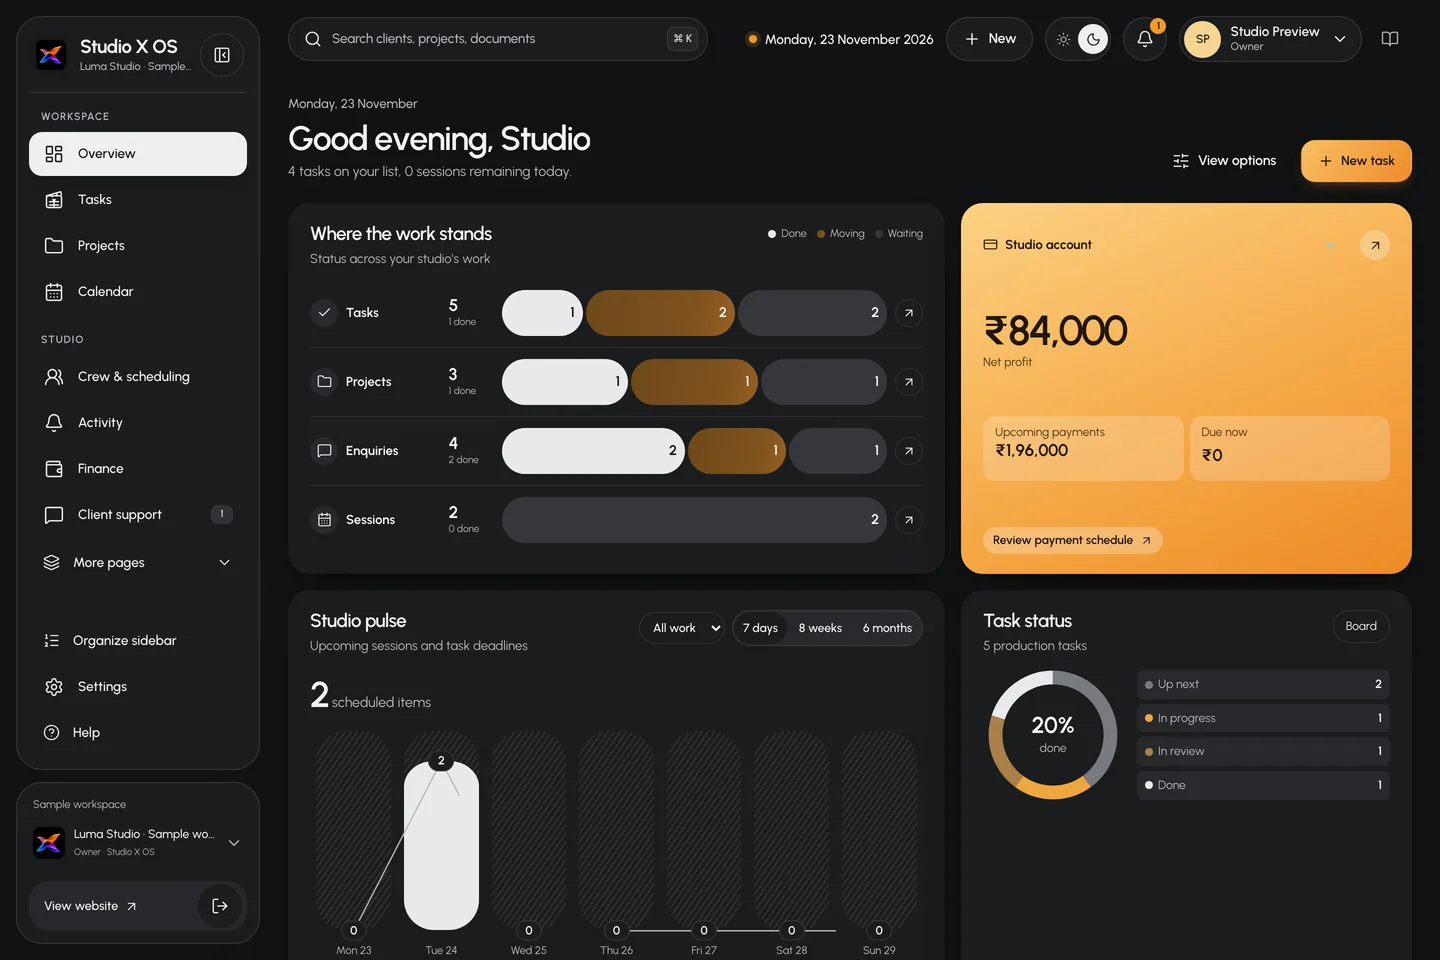 Studio X OS
Luma Studio · Sample...
WORKSPACE
Overview
Tasks
Projects
Calendar
STUDIO
Crew & scheduling
Activity
Finance
Client support
1
More pages
Organize sidebar
Settings
Help
Sample workspace
Luma Studio · Sample wo...
Owner · Studio X OS
View website
Search clients, projects, documents
⌘ K
Monday, 23 November 2026
New
1
SP
Studio Preview
Owner
Monday, 23 November
Good evening, Studio
4 tasks on your list, 0 sessions remaining today.
View options
New task
Where the work stands
Status across your studio's work
Done
Moving
Waiting
Tasks
5
1 done
1
2
2
Projects
3
1 done
1
1
1
Enquiries
4
2 done
2
1
1
Sessions
2
0 done
2
Studio account
₹84,000
Net profit
Upcoming payments
₹1,96,000
Due now
₹0
Review payment schedule
Studio pulse
Upcoming sessions and task deadlines
All work
7 days
8 weeks
6 months
2 scheduled items
0
2
0
0
0
0
0
Mon 23
Tue 24
Wed 25
Thu 26
Fri 27
Sat 28
Sun 29
Task status
5 production tasks
Board
20%
done
Up next
2
In progress
1
In review
1
Done
1